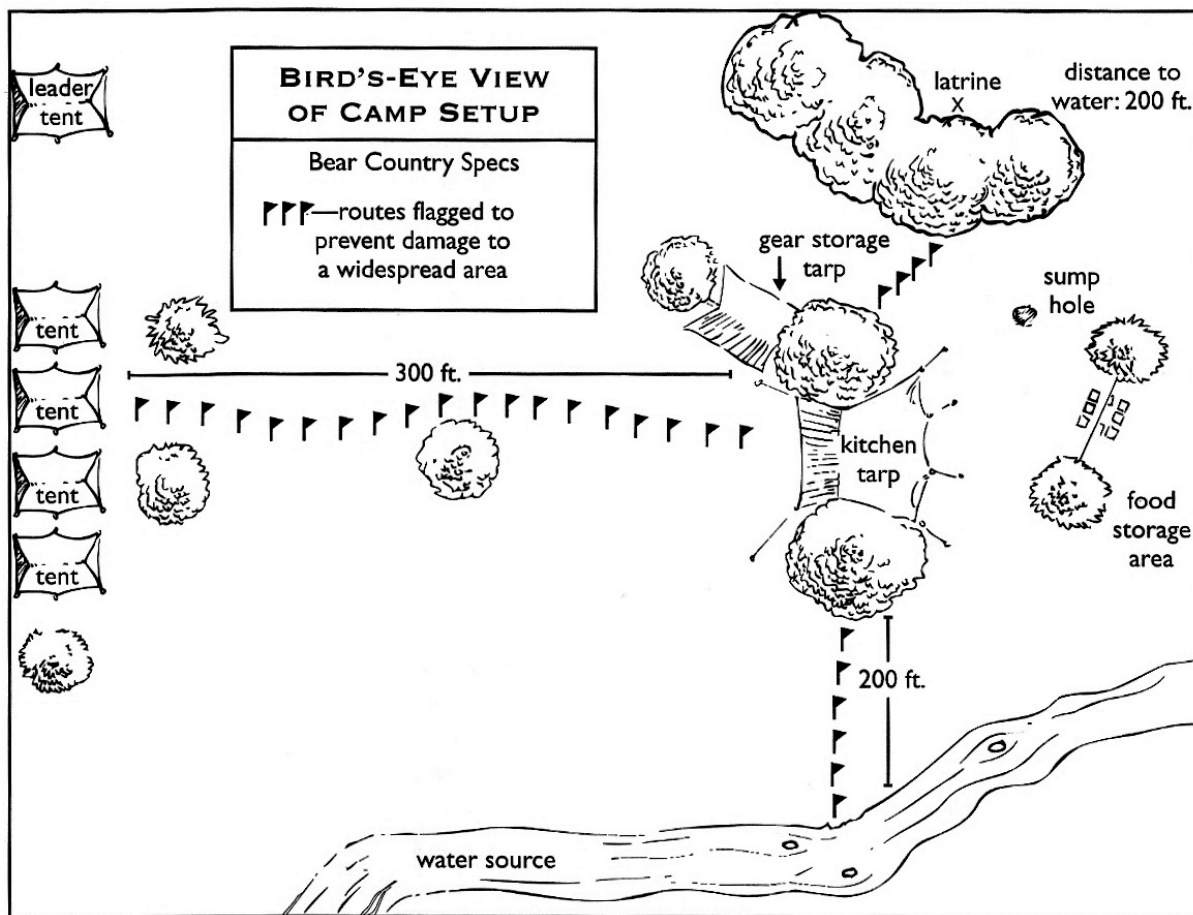 BIRD'S-EYE VIEW
OF CAMP SETUP
Bear Country Specs
—routes flagged to
prevent damage to
a widespread area
leader
tent
latrine
x
distance to
water: 200 ft.
gear storage
tarp
sump
hole
tent
300 ft.
tent
kitchen
tarp
tent
food
storage
area
tent
200 ft.
water source